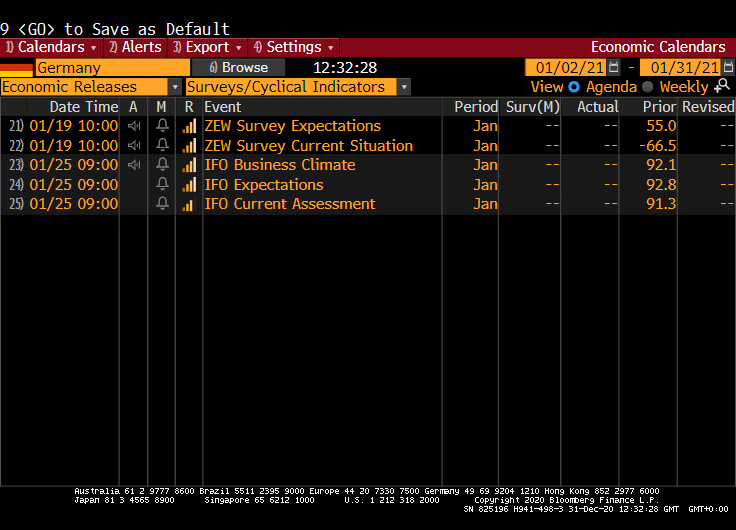 9 <GO> to Save as Default
1) Calendars 2) Alerts 3) Export 4) Settings Economic Calendars
Germany 6) Browse 12:32:28 01/02/21 - 01/31/21
Economic Releases Surveys/Cyclical Indicators View Agenda Weekly
Date Time A M R Event Period Surv(M) Actual Prior Revised
21) 01/19 10:00 ZEW Survey Expectations Jan -- -- 55.0 --
22) 01/19 10:00 ZEW Survey Current Situation Jan -- -- -66.5 --
23) 01/25 09:00 IFO Business Climate Jan -- -- 92.1 --
24) 01/25 09:00 IFO Expectations Jan -- -- 92.8 --
25) 01/25 09:00 IFO Current Assessment Jan -- -- 91.3 --
Australia 61 2 9777 8600 Brazil 5511 2395 9000 Europe 44 20 7330 7500 Germany 49 69 9204 1210 Hong Kong 852 2977 6000
Japan 81 3 4565 8900 Singapore 65 6212 1000 U.S. 1 212 318 2000 Copyright 2020 Bloomberg Finance L.P.
SN 825196 H941-498-3 31-Dec-20 12:32:28 GMT GMT+0:00